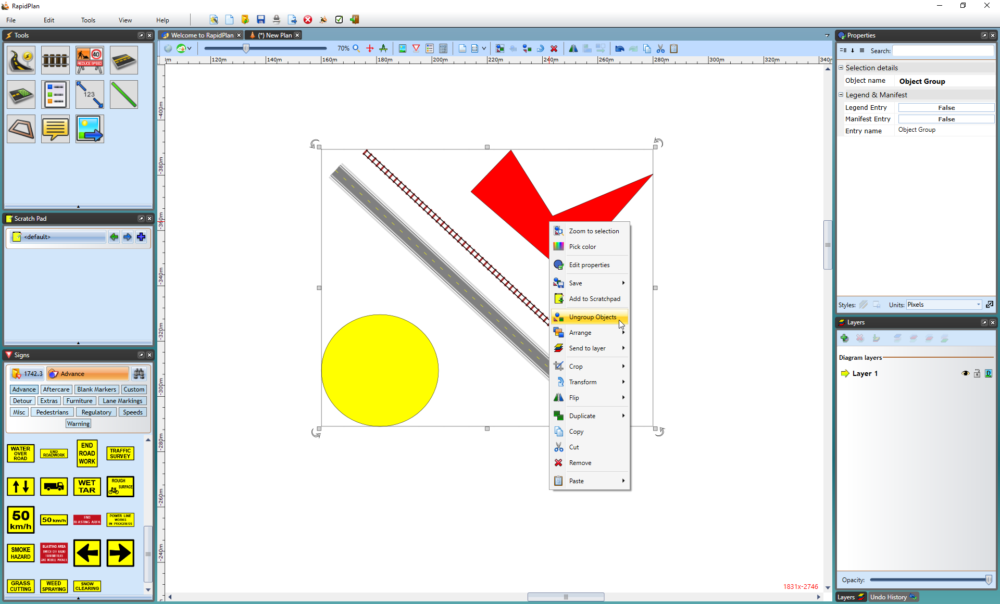 RapidPlan
File Edit Tools View Help
Tools
40
REDUCE SPEED
123
Scratch Pad
<default>
Signs
1742.3 Advance
Advance Aftercare Blank Markers Custom
Detour Extras Furniture Lane Markings
Misc Pedestrians Regulatory Speeds
Warning
WATER OVER ROAD
END ROADWORK
END ROAD WORK
TRAFFIC SURVEY
WET TAR
ROUGH SURFACE
50 km/h
50 km/h
END BLASTING AREA
POWER LINE WORKS IN PROGRESS
SMOKE HAZARD
BLASTING AREA SWITCH OFF RADIO TRANSMITTERS AND MOBILE PHONES
GRASS CUTTING
WEED SPRAYING
SNOW CLEARING
Welcome to RapidPlan
(*) New Plan
70%
120m 140m 160m 180m 200m 220m 240m 260m 280m 300m 320m
-400m
-380m
-360m
-340m
-320m
-300m
-280m
-260m
-240m
Zoom to selection
Pick color
Edit properties
Save
Add to Scratchpad
Ungroup Objects
Arrange
Send to layer
Crop
Transform
Flip
Duplicate
Copy
Cut
Remove
Paste
1831x-2746
Properties
Search:
Selection details
Object name Object Group
Legend & Manifest
Legend Entry False
Manifest Entry False
Entry name Object Group
Styles: Units: Pixels
Layers
Diagram layers
Layer 1
D
Opacity:
Layers Undo History